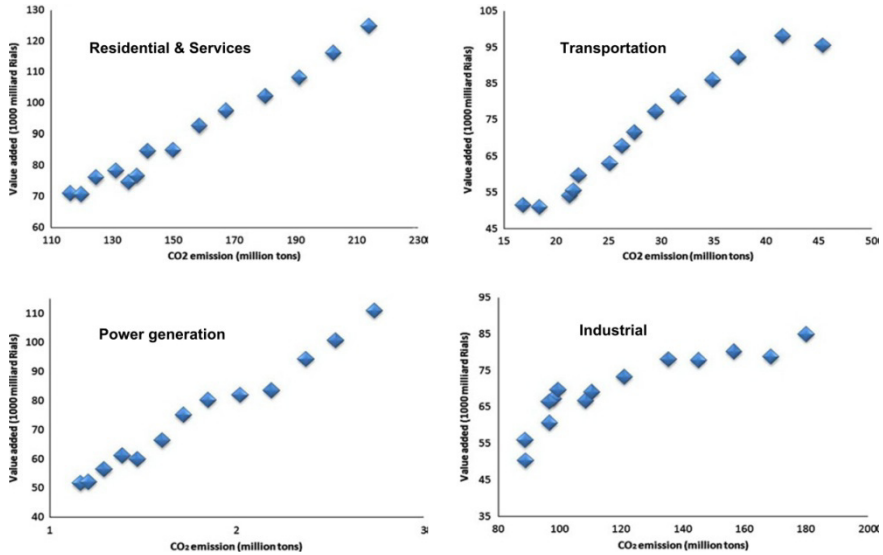 Residential & Services
Value added (1000 milliard Rials)
130
120
110
100
90
80
70
60
110 130 150 170 190 210 230
CO2 emission (million tons)
Transportation
Value added (1000 milliard Rials)
105
95
85
75
65
55
45
15 20 25 30 35 40 45 50
CO2 emission (million tons)
Power generation
Value added (1000 milliard Rials)
110
100
90
80
70
60
50
40
1 2 3
CO2 emission (million tons)
Industrial
Value added (1000 milliard Rials)
95
85
75
65
55
45
35
80 100 120 140 160 180 200
CO2 emission (million tons)